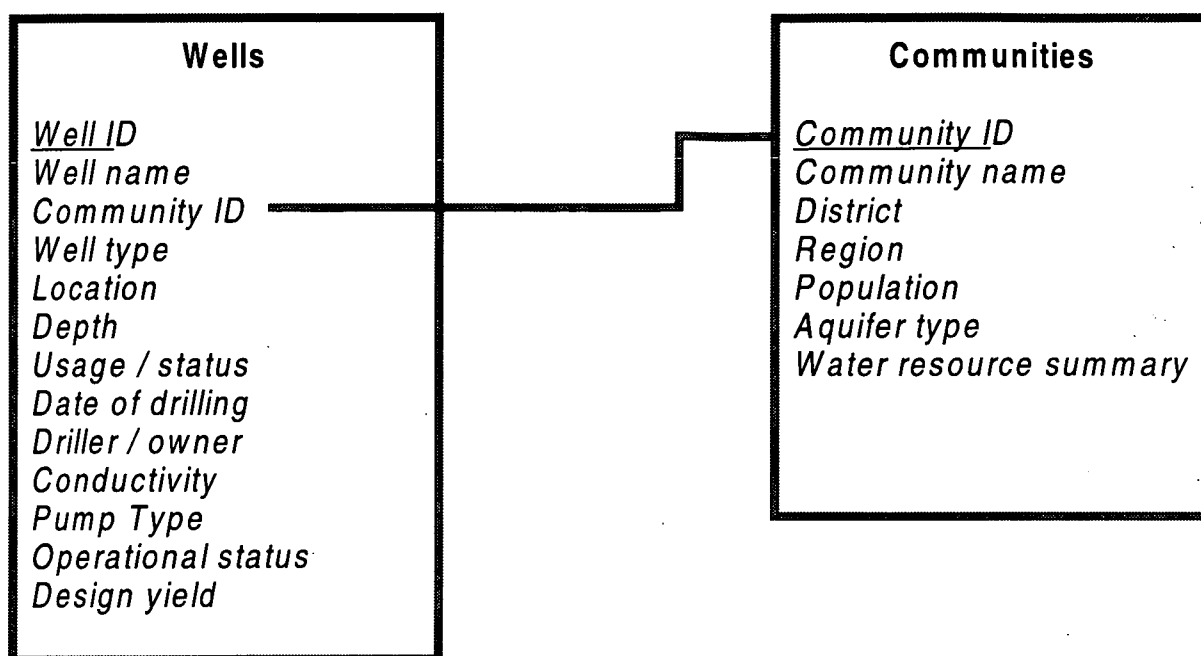 Wells
Well ID
Well name
Community ID
Well type
Location
Depth
Usage / status
Date of drilling
Driller / owner
Conductivity
Pump Type
Operational status
Design yield
Communities
Community ID
Community name
District
Region
Population
Aquifer type
Water resource summary